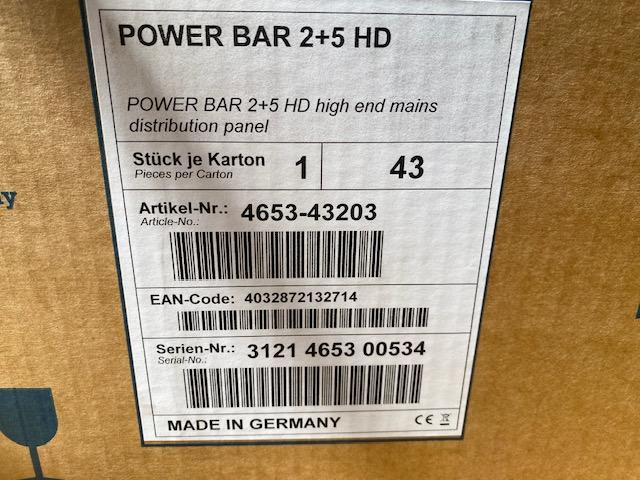 POWER BAR 2+5 HD
POWER BAR 2+5 HD high end mains
distribution panel
Stück je Karton 1 43
Pieces per Carton
Artikel-Nr.: 4653-43203
Article-No.:
EAN-Code: 4032872132714
Serien-Nr.: 3121 4653 00534
Serial-No.:
MADE IN GERMANY CE